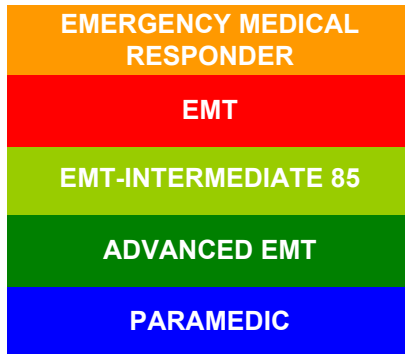 EMERGENCY MEDICAL
RESPONDER
EMT
EMT-INTERMEDIATE 85
ADVANCED EMT
PARAMEDIC